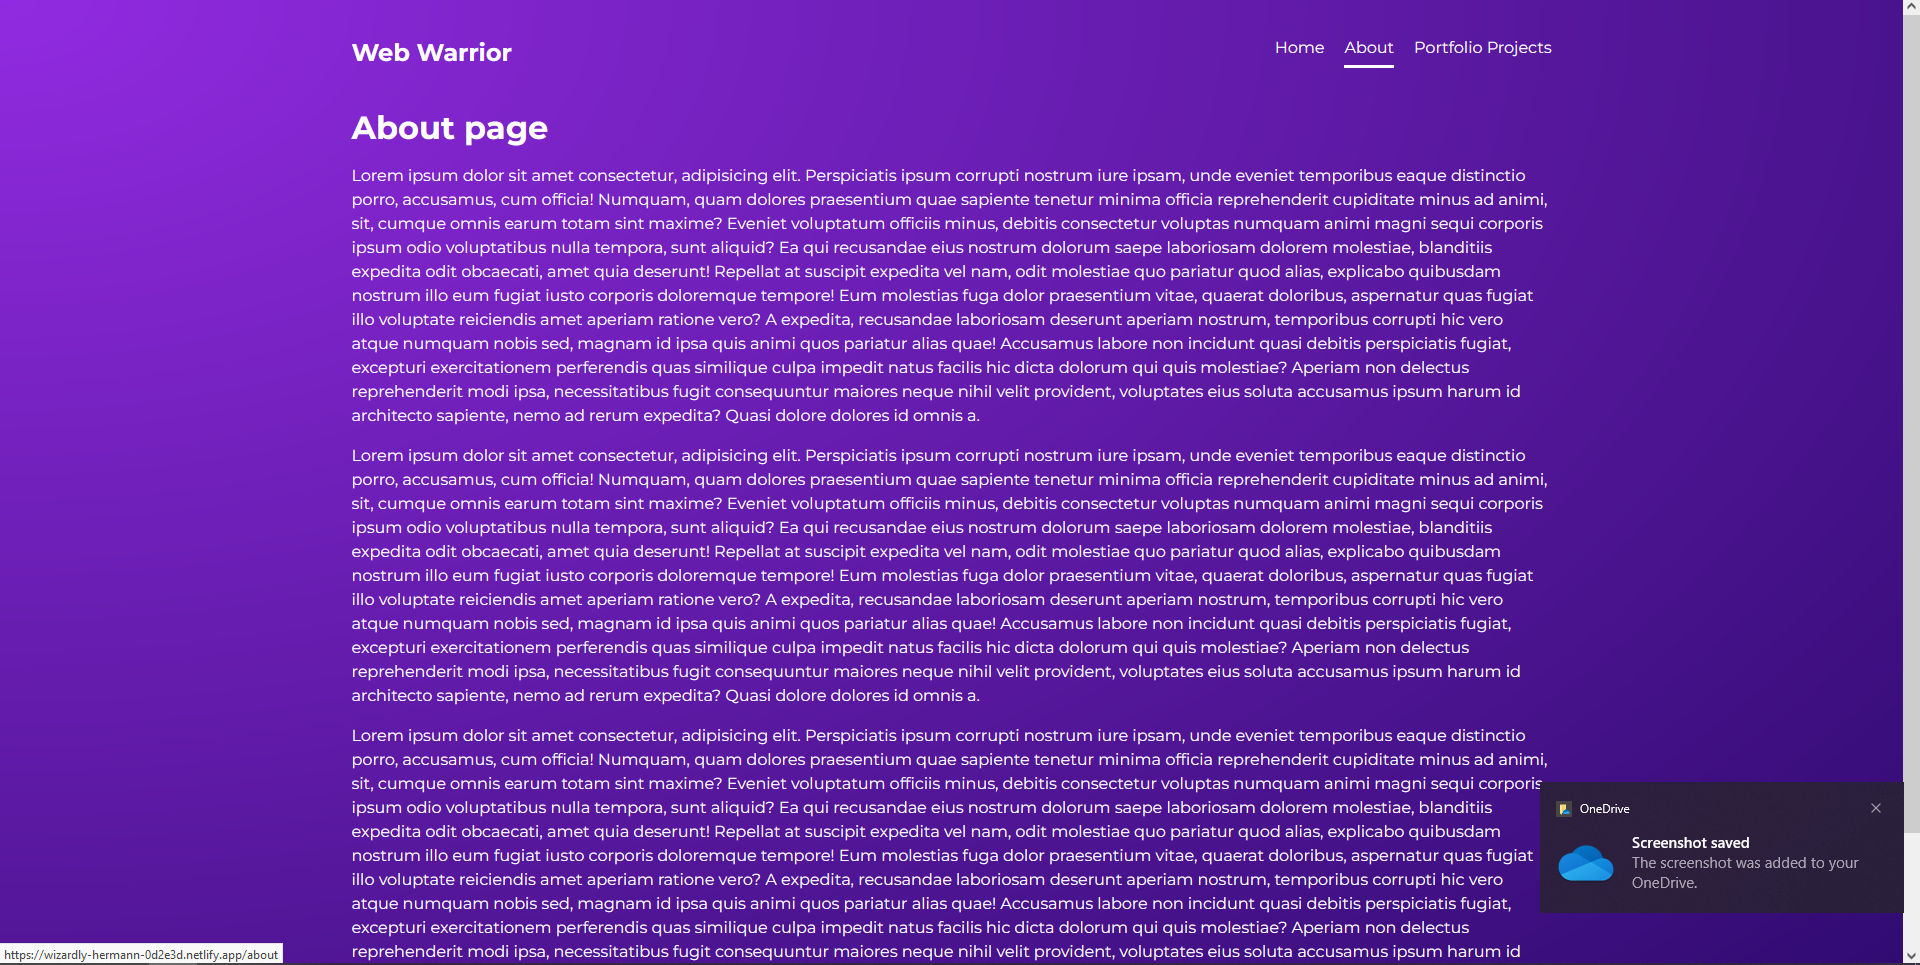 Web Warrior
Home About Portfolio Projects
About page
Lorem ipsum dolor sit amet consectetur, adipisicing elit. Perspiciatis ipsum corrupti nostrum iure ipsam, unde eveniet temporibus eaque distinctio
porro, accusamus, cum officia! Numquam, quam dolores praesentium quae sapiente tenetur minima officia reprehenderit cupiditate minus ad animi,
sit, cumque omnis earum totam sint maxime? Eveniet voluptatum officiis minus, debitis consectetur voluptas numquam animi magni sequi corporis
ipsum odio voluptatibus nulla tempora, sunt aliquid? Ea qui recusandae eius nostrum dolorum saepe laboriosam dolorem molestiae, blanditiis
expedita odit obcaecati, amet quia deserunt! Repellat at suscipit expedita vel nam, odit molestiae quo pariatur quod alias, explicabo quibusdam
nostrum illo eum fugiat iusto corporis doloremque tempore! Eum molestias fuga dolor praesentium vitae, quaerat doloribus, aspernatur quas fugiat
illo voluptate reiciendis amet aperiam ratione vero? A expedita, recusandae laboriosam deserunt aperiam nostrum, temporibus corrupti hic vero
atque numquam nobis sed, magnam id ipsa quis animi quos pariatur alias quae! Accusamus labore non incidunt quasi debitis perspiciatis fugiat,
excepturi exercitationem perferendis quas similique culpa impedit natus facilis hic dicta dolorum qui quis molestiae? Aperiam non delectus
reprehenderit modi ipsa, necessitatibus fugit consequuntur maiores neque nihil velit provident, voluptates eius soluta accusamus ipsum harum id
architecto sapiente, nemo ad rerum expedita? Quasi dolore dolores id omnis a.
Lorem ipsum dolor sit amet consectetur, adipisicing elit. Perspiciatis ipsum corrupti nostrum iure ipsam, unde eveniet temporibus eaque distinctio
porro, accusamus, cum officia! Numquam, quam dolores praesentium quae sapiente tenetur minima officia reprehenderit cupiditate minus ad animi,
sit, cumque omnis earum totam sint maxime? Eveniet voluptatum officiis minus, debitis consectetur voluptas numquam animi magni sequi corporis
ipsum odio voluptatibus nulla tempora, sunt aliquid? Ea qui recusandae eius nostrum dolorum saepe laboriosam dolorem molestiae, blanditiis
expedita odit obcaecati, amet quia deserunt! Repellat at suscipit expedita vel nam, odit molestiae quo pariatur quod alias, explicabo quibusdam
nostrum illo eum fugiat iusto corporis doloremque tempore! Eum molestias fuga dolor praesentium vitae, quaerat doloribus, aspernatur quas fugiat
illo voluptate reiciendis amet aperiam ratione vero? A expedita, recusandae laboriosam deserunt aperiam nostrum, temporibus corrupti hic vero
atque numquam nobis sed, magnam id ipsa quis animi quos pariatur alias quae! Accusamus labore non incidunt quasi debitis perspiciatis fugiat,
excepturi exercitationem perferendis quas similique culpa impedit natus facilis hic dicta dolorum qui quis molestiae? Aperiam non delectus
reprehenderit modi ipsa, necessitatibus fugit consequuntur maiores neque nihil velit provident, voluptates eius soluta accusamus ipsum harum id
architecto sapiente, nemo ad rerum expedita? Quasi dolore dolores id omnis a.
Lorem ipsum dolor sit amet consectetur, adipisicing elit. Perspiciatis ipsum corrupti nostrum iure ipsam, unde eveniet temporibus eaque distinctio
porro, accusamus, cum officia! Numquam, quam dolores praesentium quae sapiente tenetur minima officia reprehenderit cupiditate minus ad animi,
sit, cumque omnis earum totam sint maxime? Eveniet voluptatum officiis minus, debitis consectetur voluptas numquam animi magni sequi corporis
ipsum odio voluptatibus nulla tempora, sunt aliquid? Ea qui recusandae eius nostrum dolorum saepe laboriosam dolorem molestiae, blanditiis
expedita odit obcaecati, amet quia deserunt! Repellat at suscipit expedita vel nam, odit molestiae quo pariatur quod alias, explicabo quibusdam
nostrum illo eum fugiat iusto corporis doloremque tempore! Eum molestias fuga dolor praesentium vitae, quaerat doloribus, aspernatur quas fugiat
illo voluptate reiciendis amet aperiam ratione vero? A expedita, recusandae laboriosam deserunt aperiam nostrum, temporibus corrupti hic vero
atque numquam nobis sed, magnam id ipsa quis animi quos pariatur alias quae! Accusamus labore non incidunt quasi debitis perspiciatis fugiat,
excepturi exercitationem perferendis quas similique culpa impedit natus facilis hic dicta dolorum qui quis molestiae? Aperiam non delectus
reprehenderit modi ipsa, necessitatibus fugit consequuntur maiores neque nihil velit provident, voluptates eius soluta accusamus ipsum harum id
OneDrive
Screenshot saved
The screenshot was added to your
OneDrive.
https://wizardly-hermann-0d2e3d.netlify.app/about